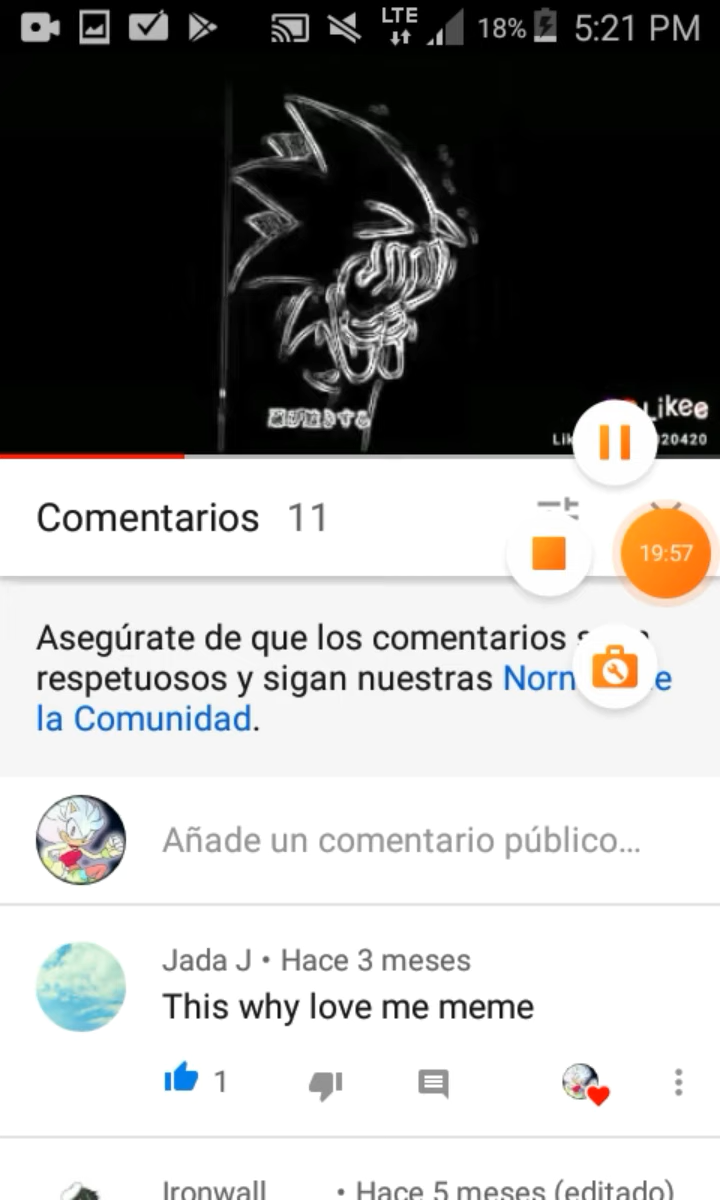 LTE
18%
5:21 PM
Likee
20420
Comentarios 11
19:57
Asegúrate de que los comentarios
respetuosos y sigan nuestras
la Comunidad.
Añade un comentario público...
Jada J • Hace 3 meses
This why love me meme
1
Ironwall • Hace 5 meses (editado)